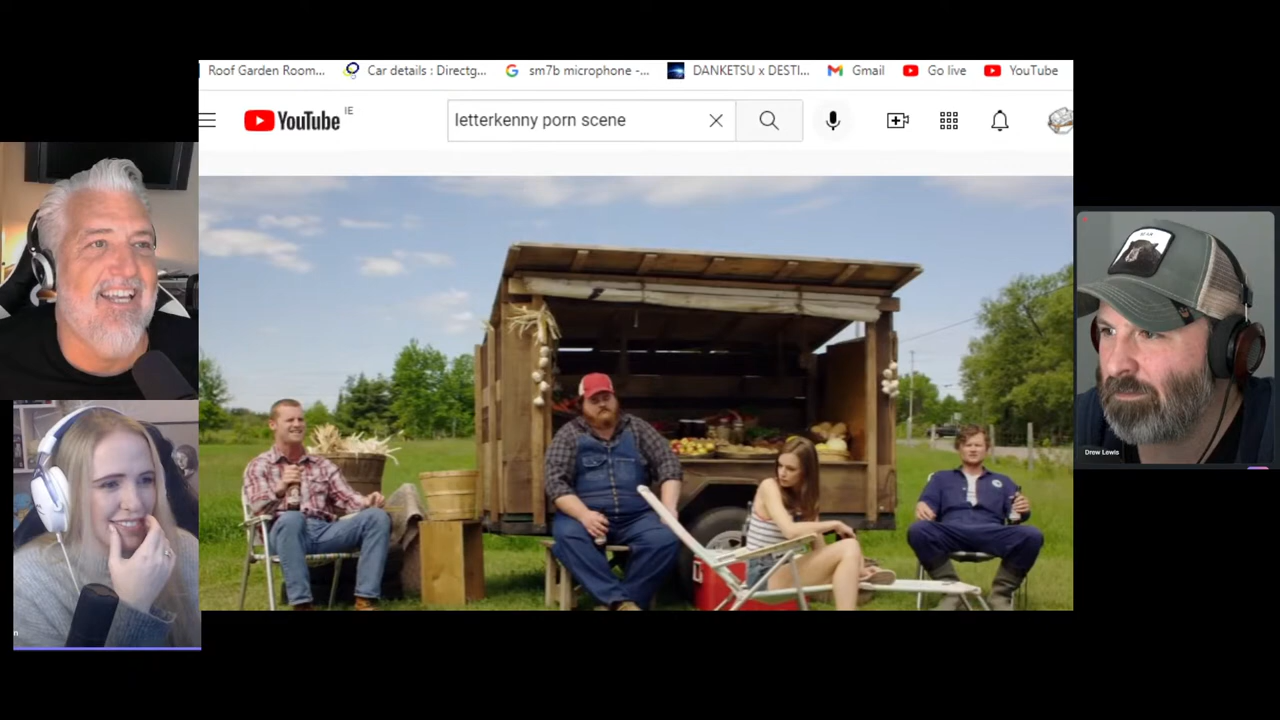 Roof Garden Room...
Car details : Directg...
sm7b microphone -...
DANKETSU x DESTI...
Gmail
Go live
YouTube
YouTube IE
letterkenny porn scene
Drew Lewis
n